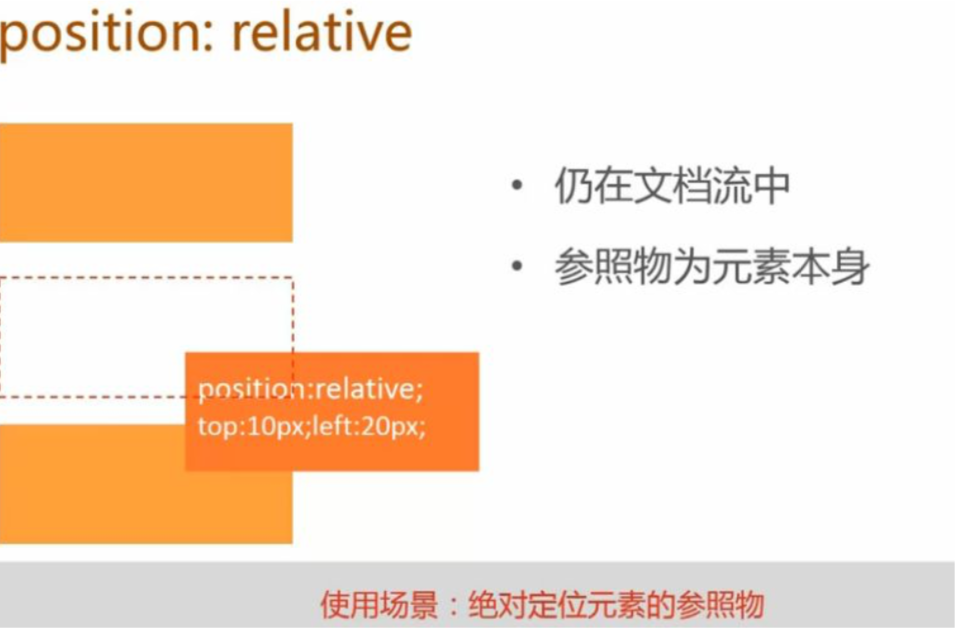 position: relative
• 仍在文档流中
• 参照物为元素本身
position:relative;
top:10px;left:20px;
使用场景：绝对定位元素的参照物